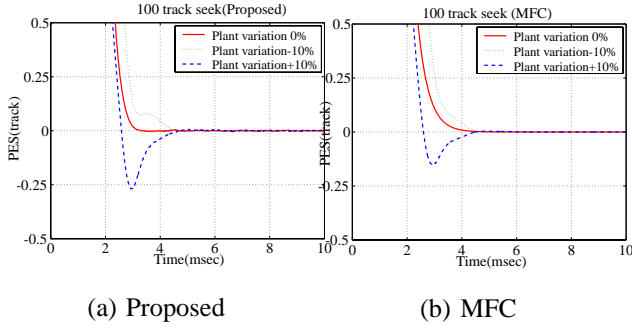 100 track seek(Proposed)
0.5
0.25
0
-0.25
-0.5
PES(track)
Plant variation 0%
Plant variation-10%
Plant variation+10%
0 2 4 6 8 10
Time(msec)
(a) Proposed
100 track seek (MFC)
0.5
0.25
0
-0.25
-0.5
PES(track)
Plant variation 0%
Plant variation-10%
Plant variation+10%
0 2 4 6 8 10
Time(msec)
(b) MFC